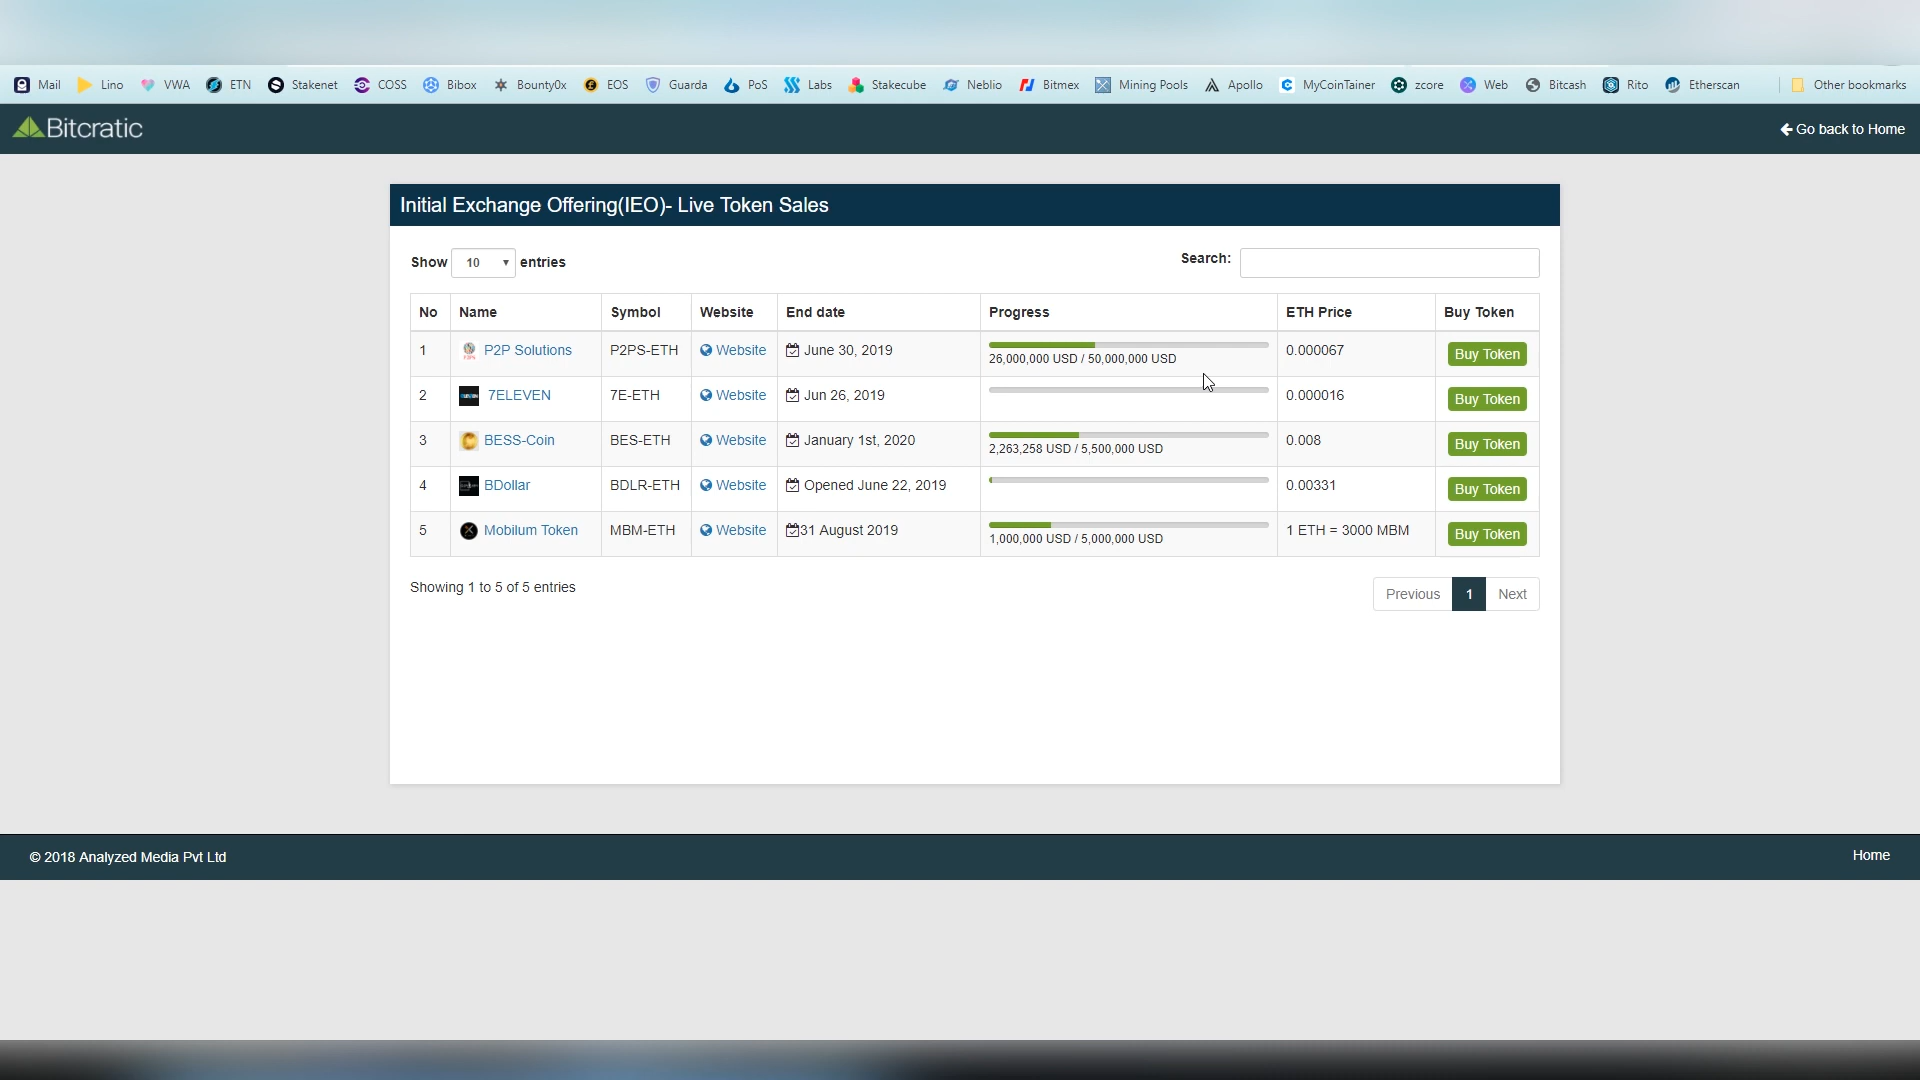 Mail Lino VWA ETN Stakenet COSS Bibox Bounty0x EOS Guarda PoS Labs Stakecube Neblio Bitmex Mining Pools Apollo MyCoinTainer zcore Web Bitcash Rito Etherscan Other bookmarks
Bitcratic Go back to Home
Initial Exchange Offering(IEO)- Live Token Sales
Show 10 entries Search:
No Name Symbol Website End date Progress ETH Price Buy Token
1 P2P Solutions P2PS-ETH Website June 30, 2019 26,000,000 USD / 50,000,000 USD 0.000067 Buy Token
2 7ELEVEN 7E-ETH Website Jun 26, 2019 0.000016 Buy Token
3 BESS-Coin BES-ETH Website January 1st, 2020 2,263,258 USD / 5,500,000 USD 0.008 Buy Token
4 BDollar BDLR-ETH Website Opened June 22, 2019 0.00331 Buy Token
5 Mobilum Token MBM-ETH Website 31 August 2019 1,000,000 USD / 5,000,000 USD 1 ETH = 3000 MBM Buy Token
Showing 1 to 5 of 5 entries Previous 1 Next
© 2018 Analyzed Media Pvt Ltd Home